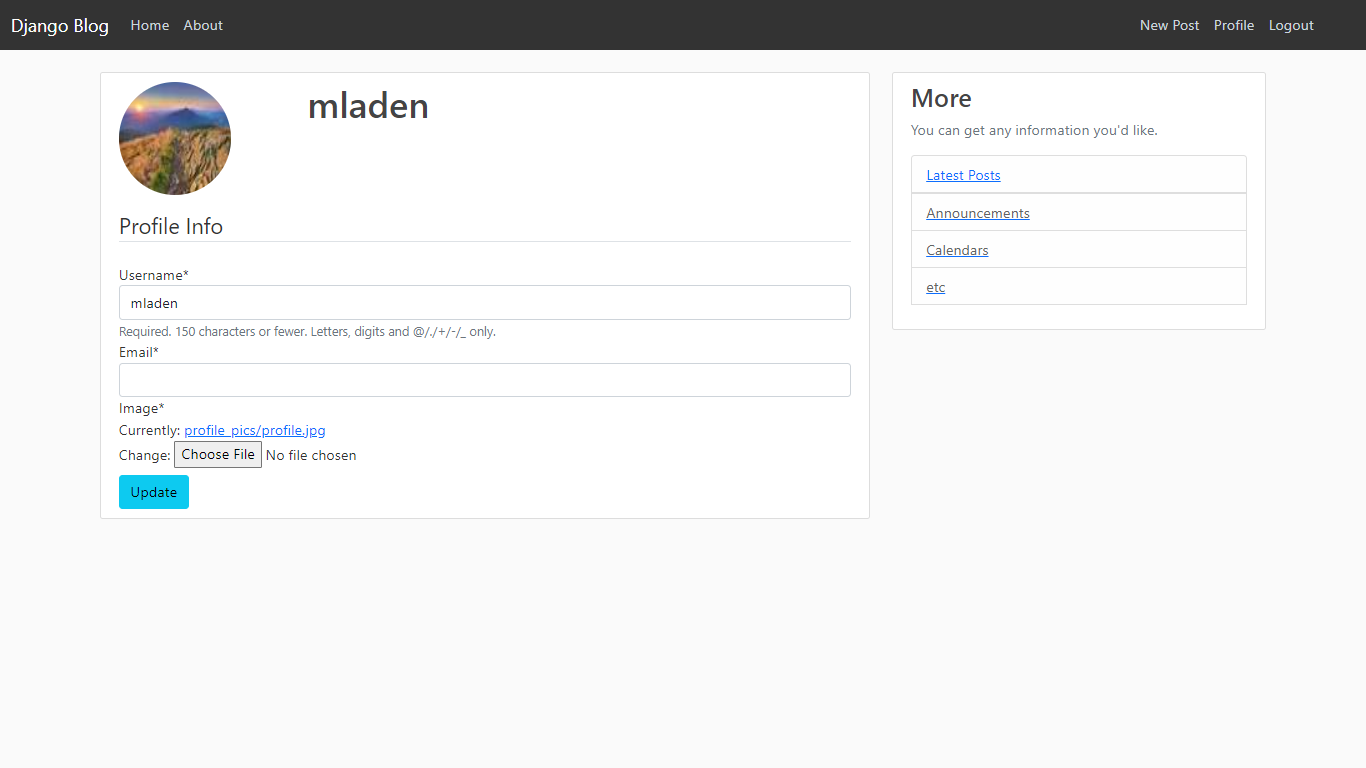 Django Blog Home About New Post Profile Logout
mladen
Profile Info
Username*
mladen
Required. 150 characters or fewer. Letters, digits and @/./+/-/_ only.
Email*
Image*
Currently: profile_pics/profile.jpg
Change: Choose File No file chosen
Update
More
You can get any information you'd like.
Latest Posts
Announcements
Calendars
etc